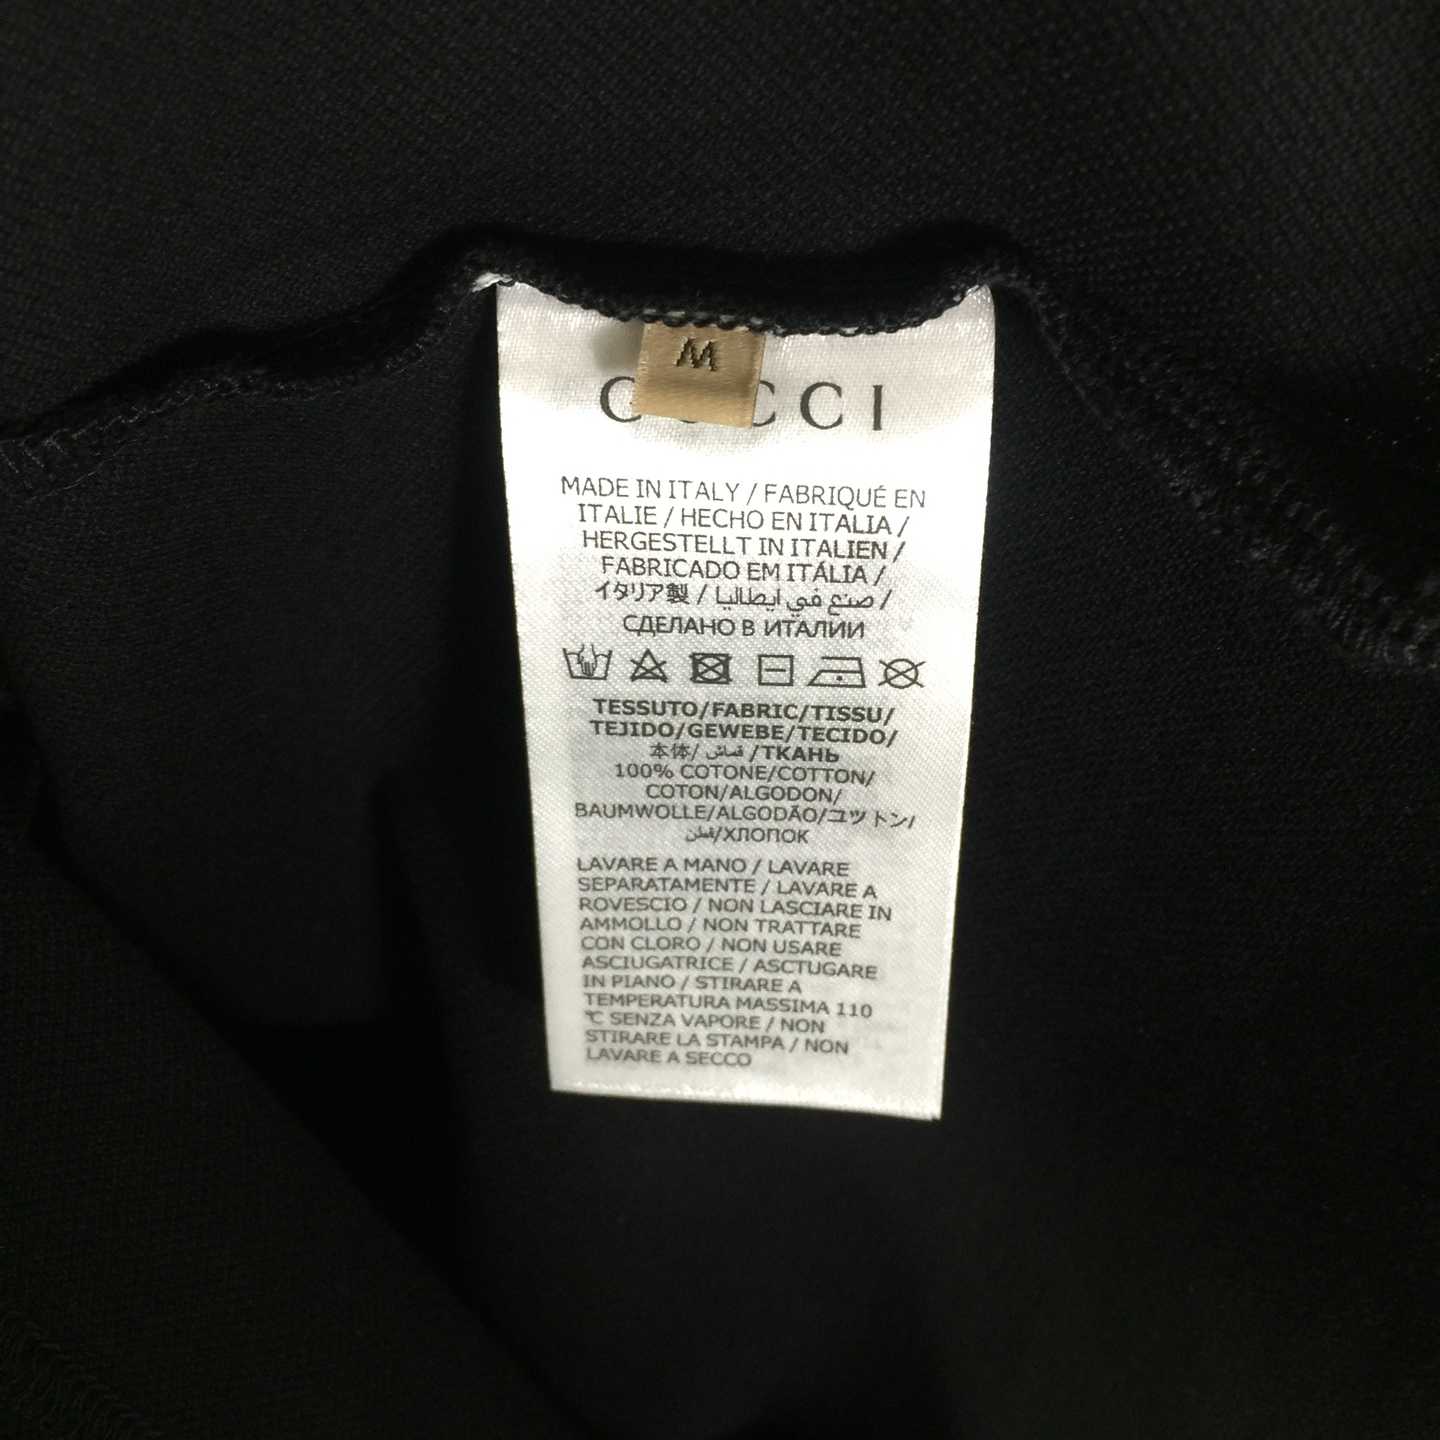 M
GUCCI
MADE IN ITALY / FABRIQUÉ EN
ITALIE / HECHO EN ITALIA /
HERGESTELLT IN ITALIEN /
FABRICADO EM ITÁLIA /
イタリア製 / صنع في ايطاليا /
СДЕЛАНО В ИТАЛИИ
TESSUTO/FABRIC/TISSU/
TEJIDO/GEWEBE/TECIDO/
本体/ قماش /ТКАНЬ
100% COTONE/COTTON/
COTON/ALGODON/
BAUMWOLLE/ALGODÃO/コットン/
قطن/ХЛОПОК
LAVARE A MANO / LAVARE
SEPARATAMENTE / LAVARE A
ROVESCIO / NON LASCIARE IN
AMMOLLO / NON TRATTARE
CON CLORO / NON USARE
ASCIUGATRICE / ASCTUGARE
IN PIANO / STIRARE A
TEMPERATURA MASSIMA 110
°C SENZA VAPORE / NON
STIRARE LA STAMPA / NON
LAVARE A SECCO